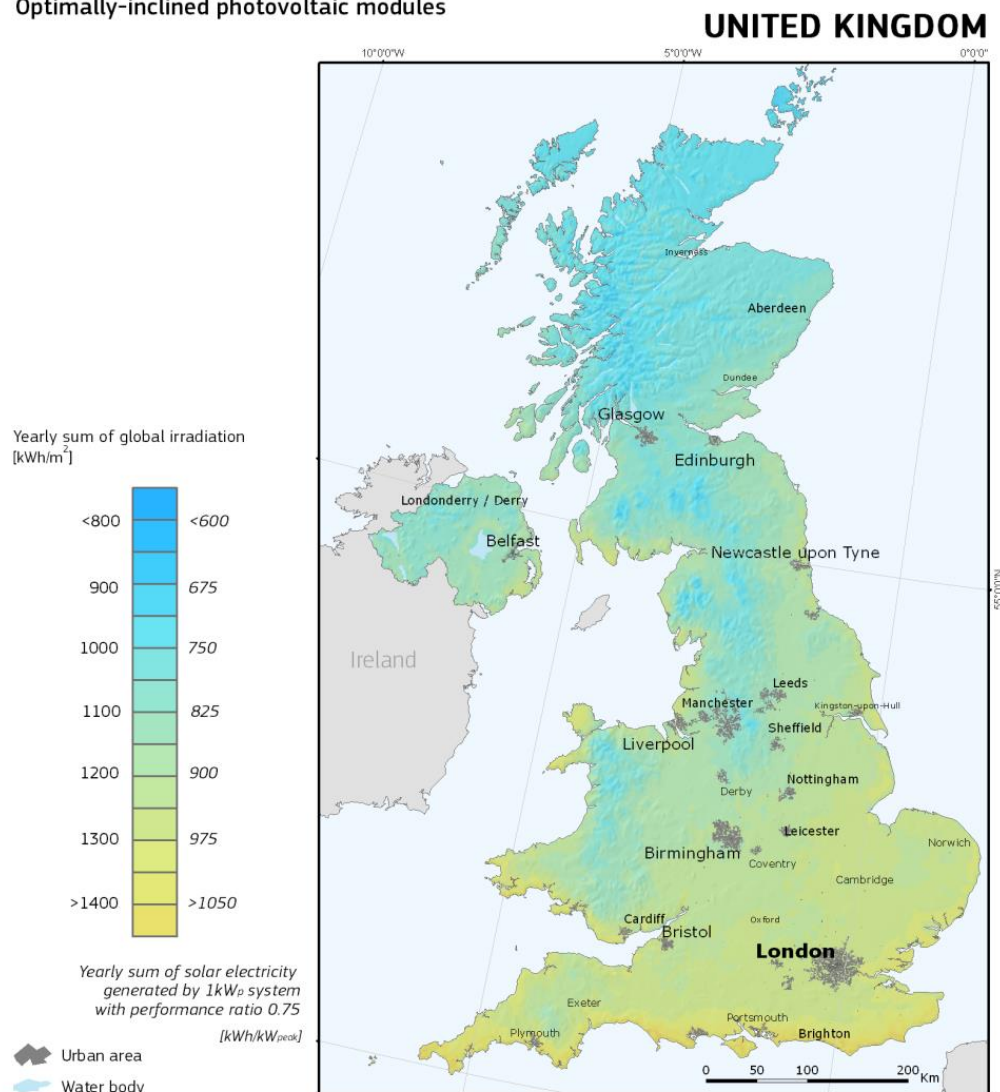 Optimally-inclined photovoltaic modules
UNITED KINGDOM
10°0'0"W
5°0'0"W
0°0'0"
Inverness
Aberdeen
Dundee
Glasgow
Edinburgh
Yearly sum of global irradiation
[kWh/m²]
Londonderry / Derry
Belfast
Newcastle upon Tyne
55°0'0"N
<800 <600
900 675
1000 750
1100 825
1200 900
1300 975
>1400 >1050
Ireland
Leeds
Manchester
Kingston-upon-Hull
Sheffield
Liverpool
Nottingham
Derby
Leicester
Norwich
Birmingham
Coventry
Cambridge
Cardiff
Oxford
Bristol
London
Exeter
Portsmouth
Plymouth
Brighton
Yearly sum of solar electricity
generated by 1kWp system
with performance ratio 0.75
[kWh/kWpeak]
Urban area
Water body
0 50 100 200 Km